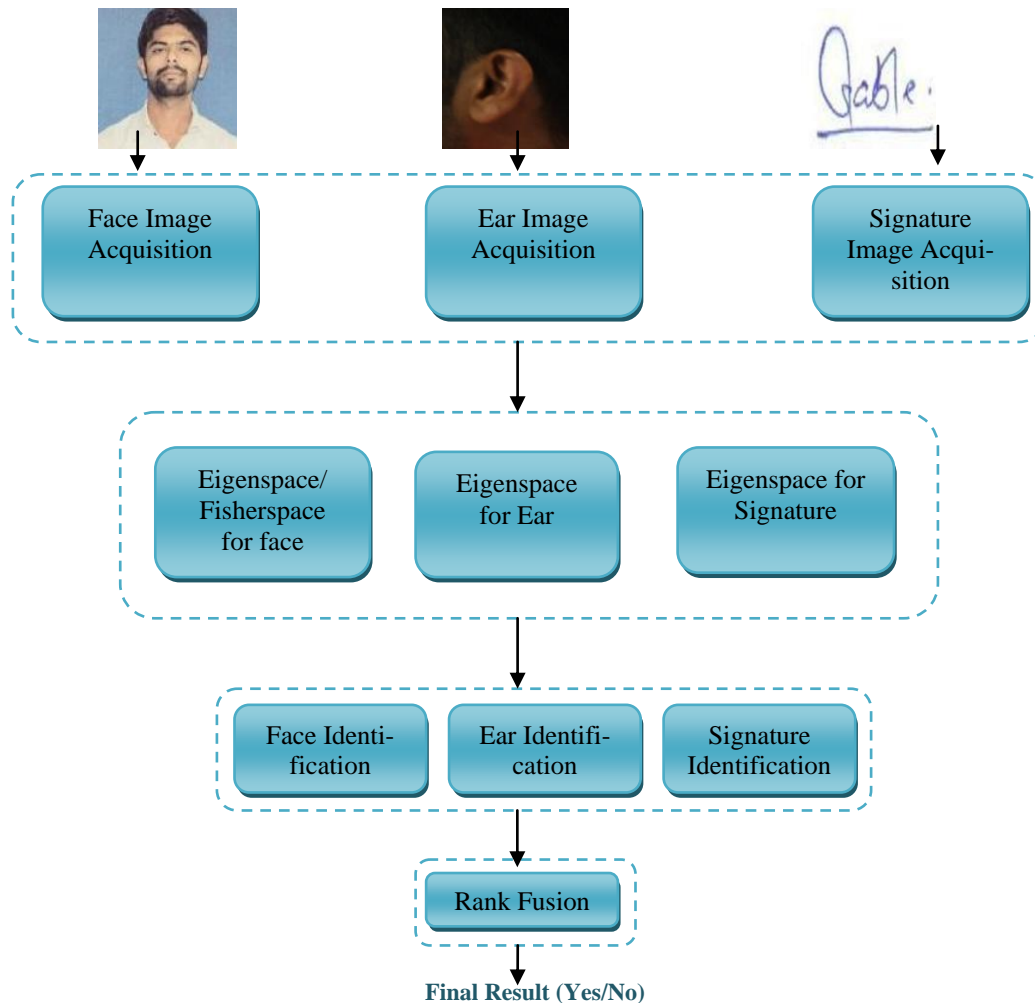 Face Image
Acquisition
Ear Image
Acquisition
Signature
Image Acqui-
sition
Eigenspace/
Fisherspace
for face
Eigenspace
for Ear
Eigenspace for
Signature
Face Identi-
fication
Ear Identifi-
cation
Signature
Identification
Rank Fusion
Final Result (Yes/No)